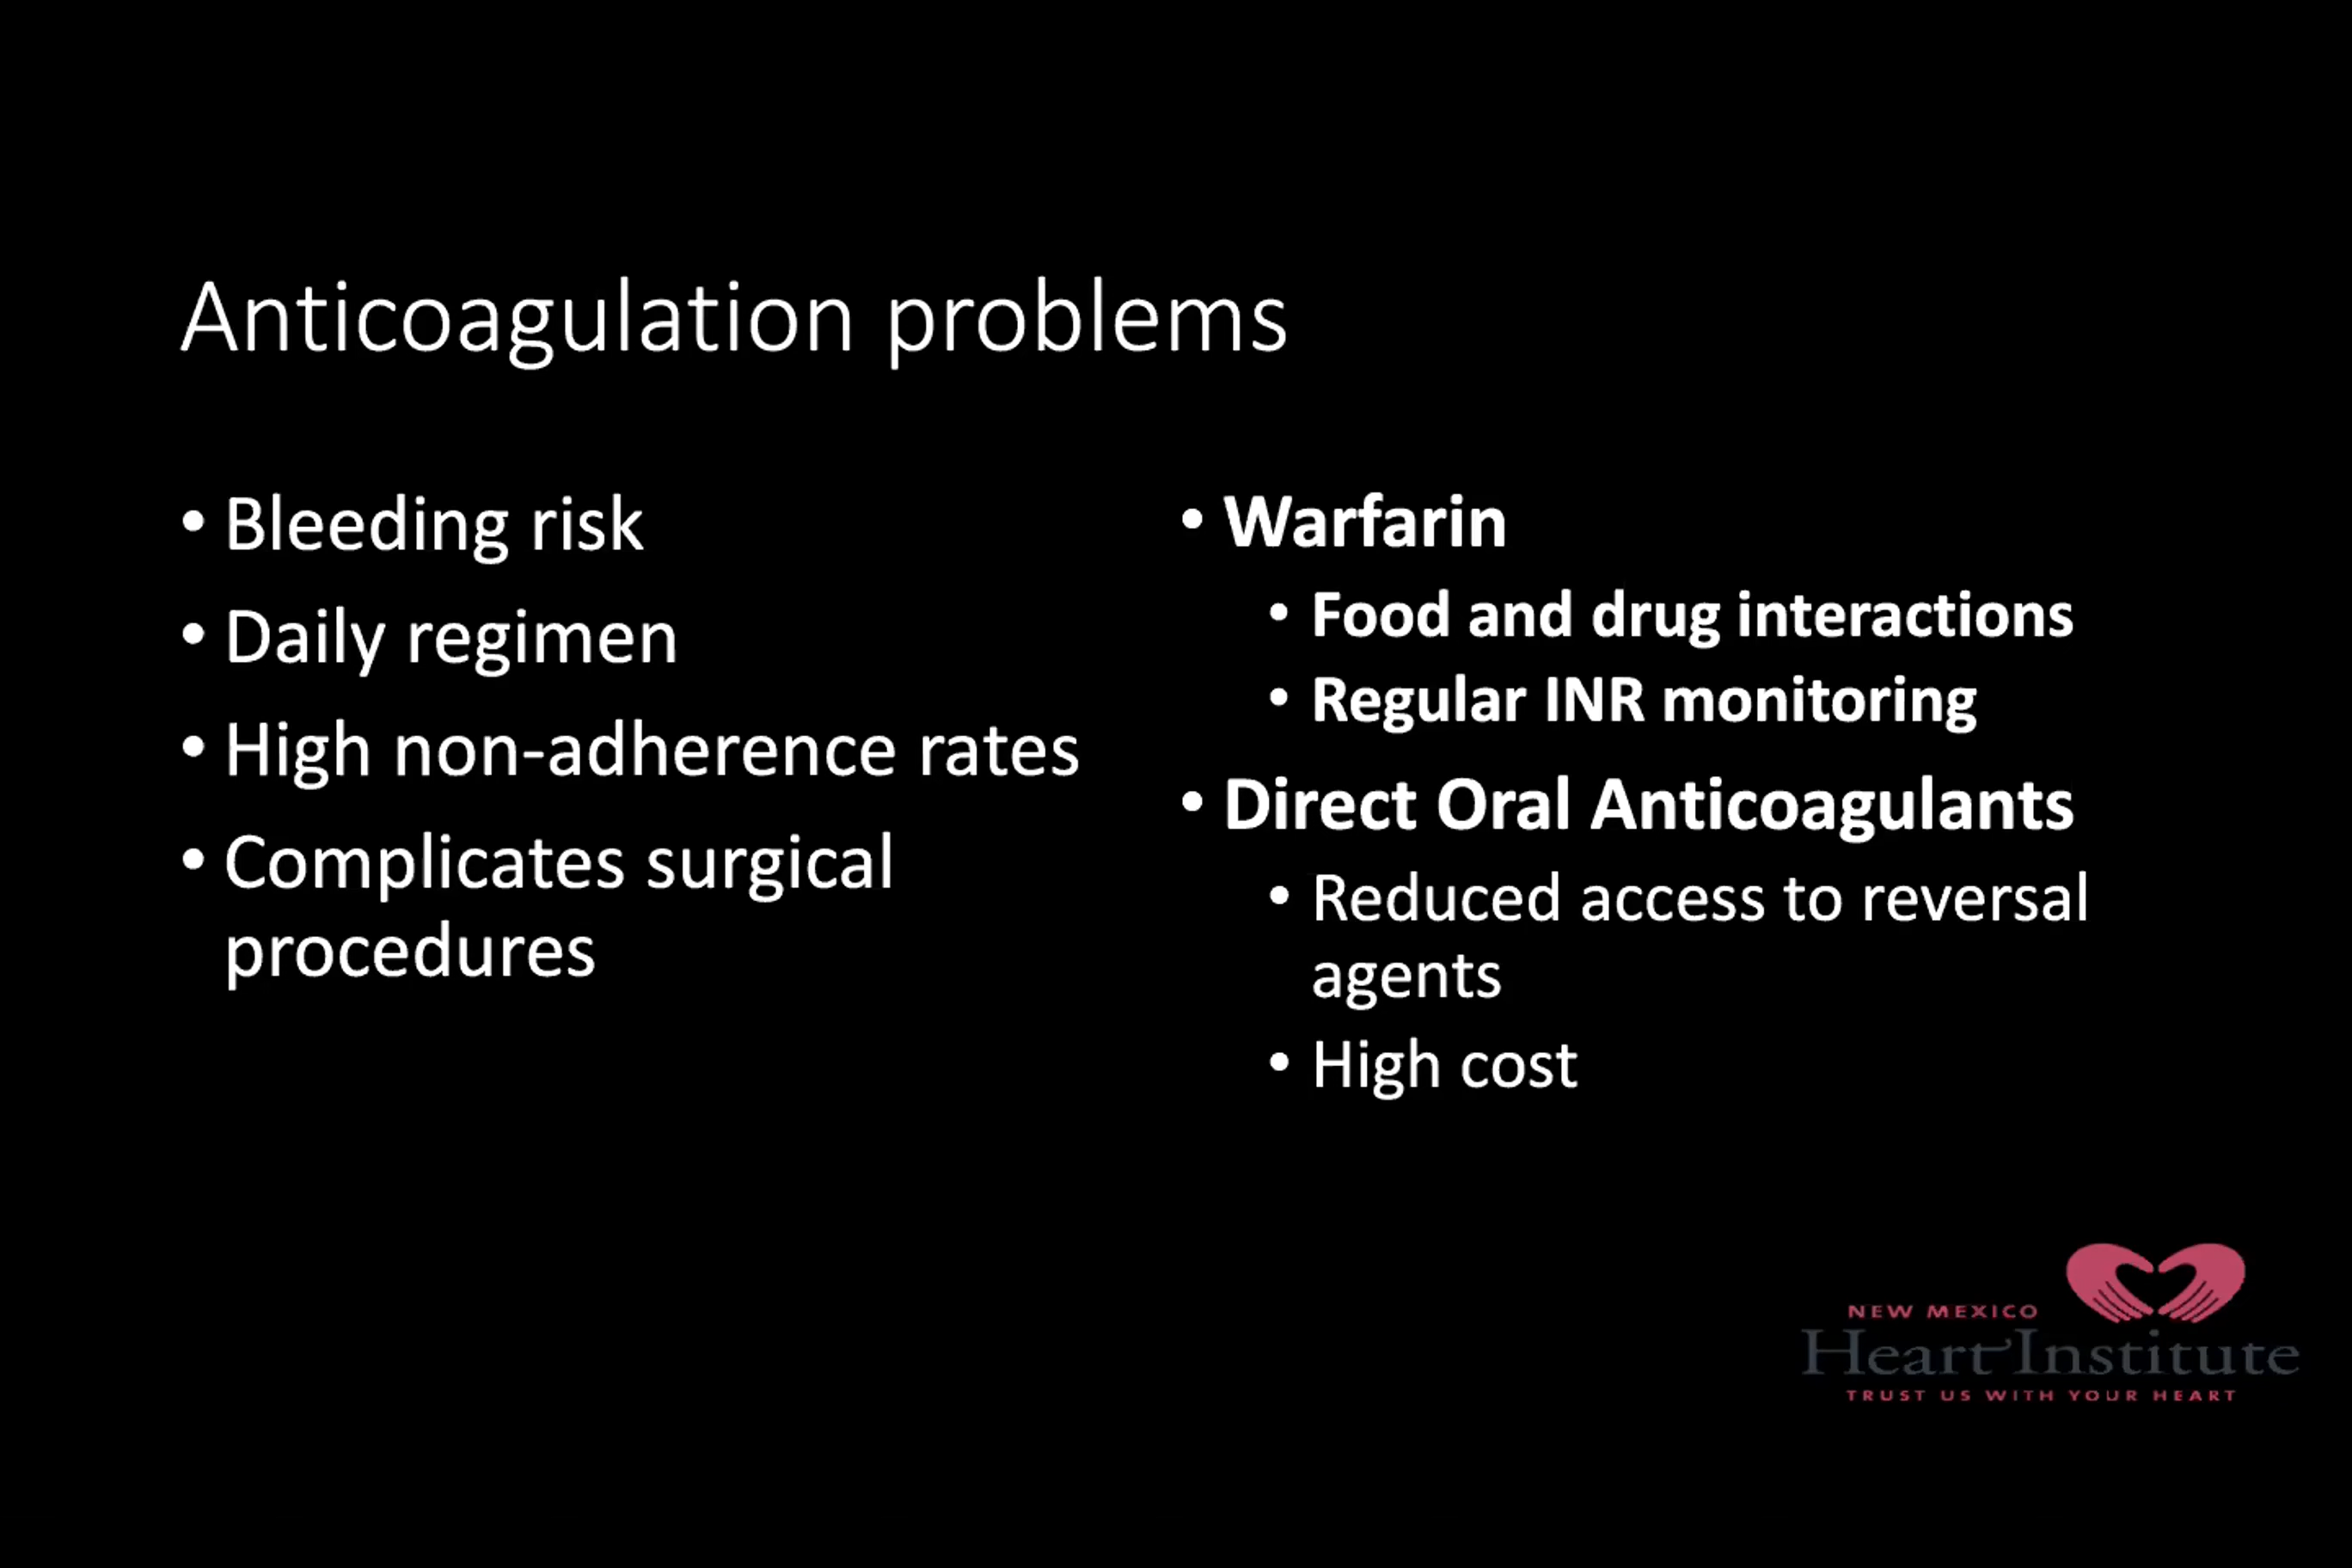 Anticoagulation problems
• Bleeding risk
• Daily regimen
• High non-adherence rates
• Complicates surgical
procedures
• Warfarin
• Food and drug interactions
• Regular INR monitoring
• Direct Oral Anticoagulants
• Reduced access to reversal
agents
• High cost
NEW MEXICO
Heart Institute
TRUST US WITH YOUR HEART